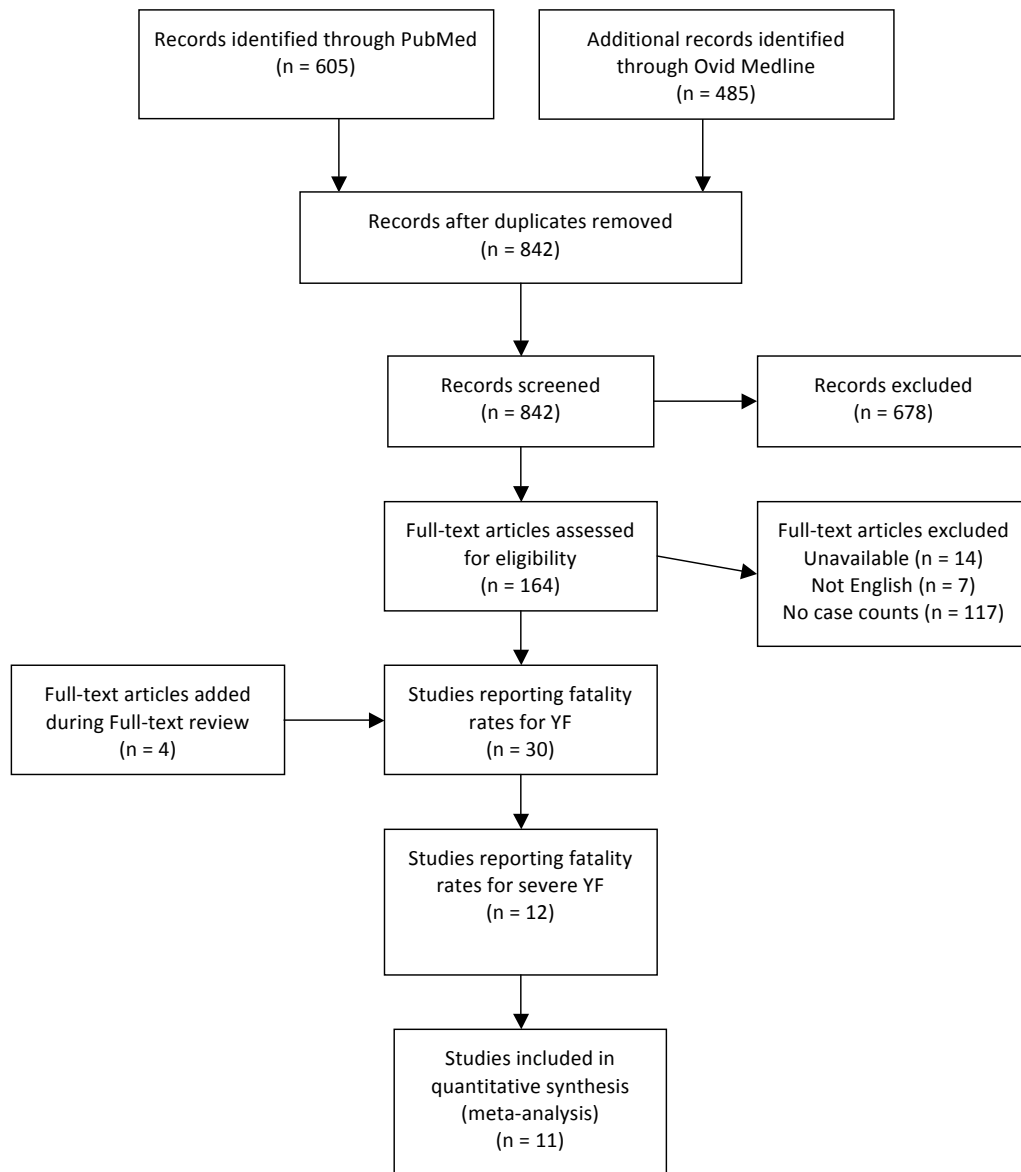 Records identified through PubMed
(n = 605)
Additional records identified
through Ovid Medline
(n = 485)
Records after duplicates removed
(n = 842)
Records screened
(n = 842)
Records excluded
(n = 678)
Full-text articles assessed
for eligibility
(n = 164)
Full-text articles excluded
Unavailable (n = 14)
Not English (n = 7)
No case counts (n = 117)
Full-text articles added
during Full-text review
(n = 4)
Studies reporting fatality
rates for YF
(n = 30)
Studies reporting fatality
rates for severe YF
(n = 12)
Studies included in
quantitative synthesis
(meta-analysis)
(n = 11)